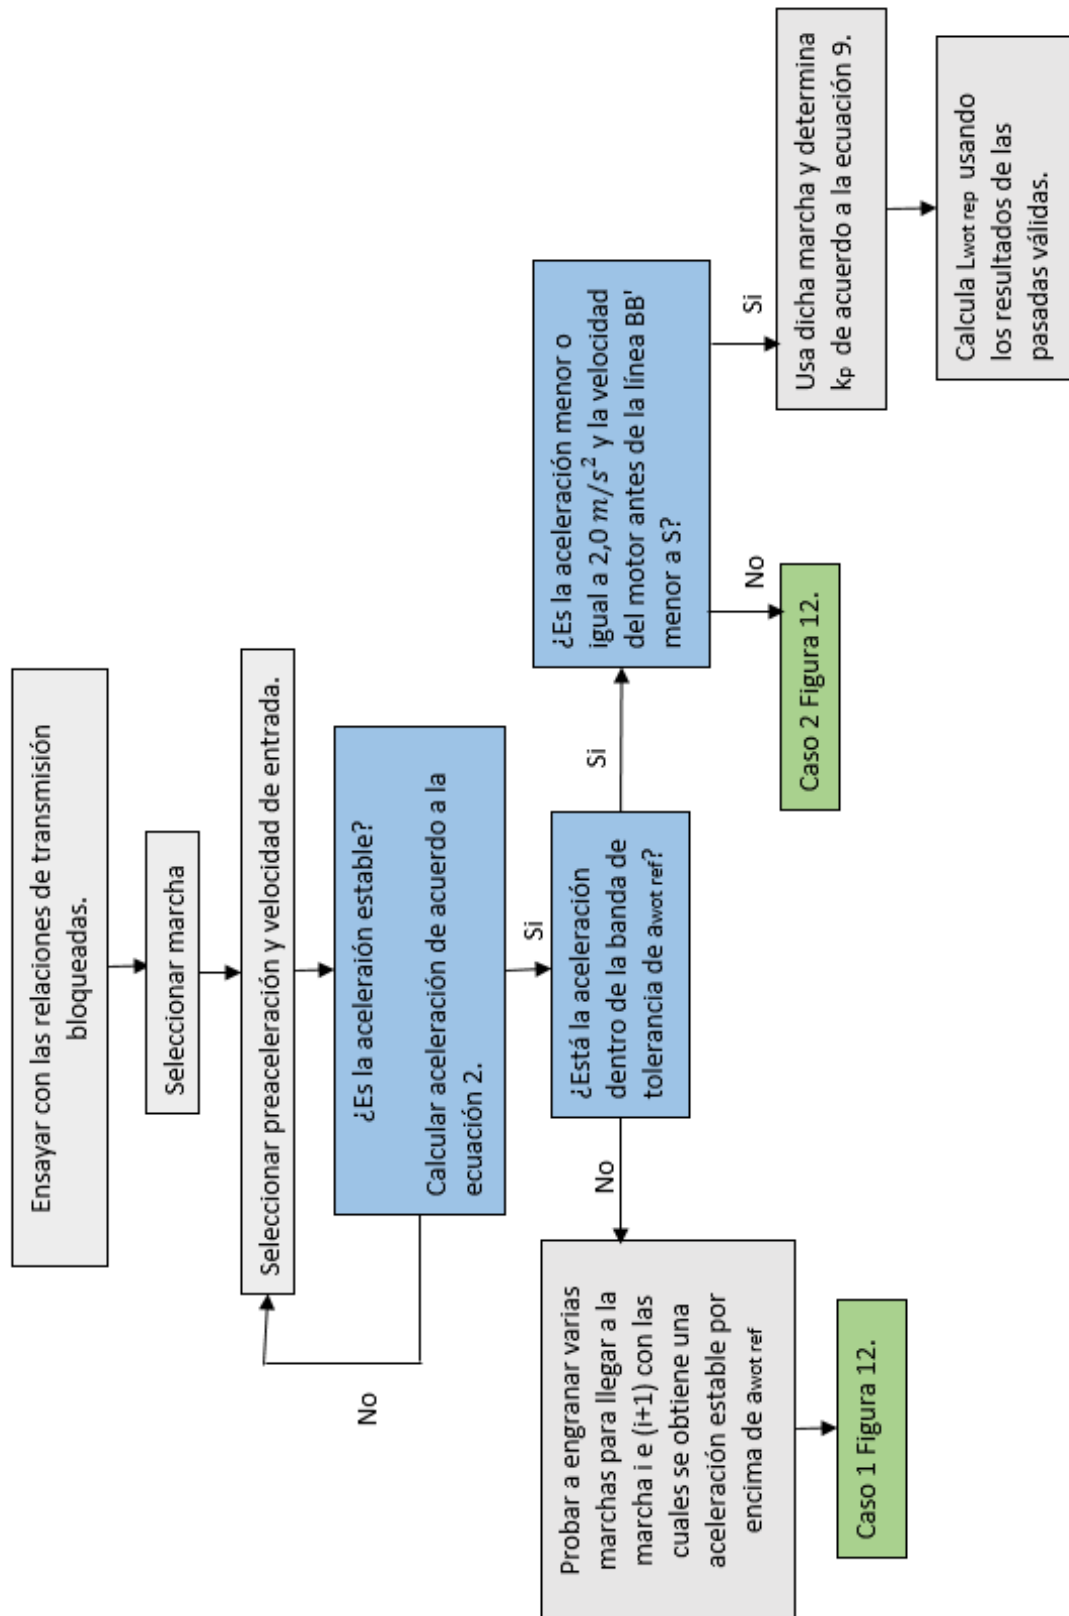 Ensayar con las relaciones de transmisión
bloqueadas.
Seleccionar marcha
Seleccionar preaceleración y velocidad de entrada.
¿Es la aceleraión estable?
Calcular aceleración de acuerdo a la
ecuación 2.
No
Si
¿Está la aceleración
dentro de la banda de
tolerancia de awot ref?
No
Si
Probar a engranar varias
marchas para llegar a la
marcha i e (i+1) con las
cuales se obtiene una
aceleración estable por
encima de awot ref
Caso 1 Figura 12.
¿Es la aceleración menor o
igual a 2,0 m/s² y la velocidad
del motor antes de la línea BB'
menor a S?
No
Si
Caso 2 Figura 12.
Usa dicha marcha y determina
kp de acuerdo a la ecuación 9.
Calcula Lwot rep usando
los resultados de las
pasadas válidas.